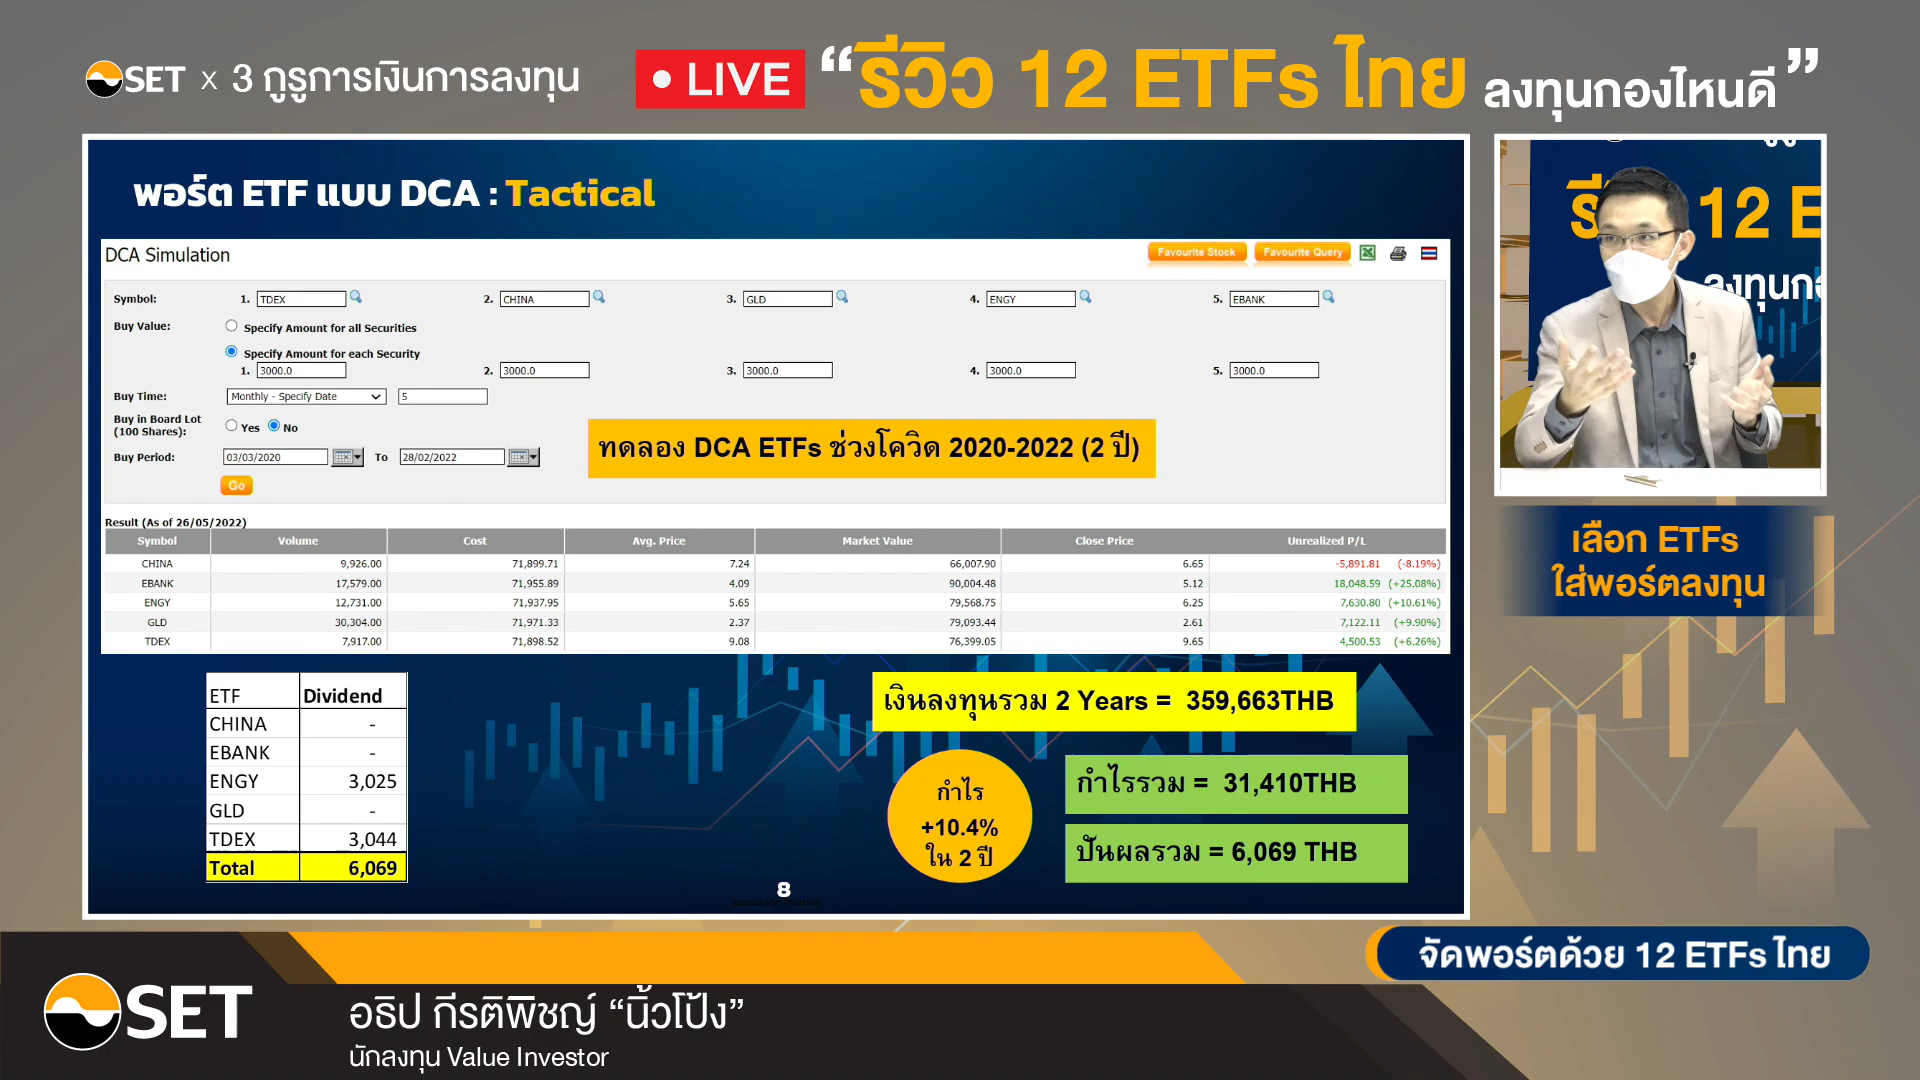 SET x 3 กูรูการเงินการลงทุน
LIVE
“รีวิว 12 ETFs ไทย ลงทุนกองไหนดี”
พอร์ต ETF แบบ DCA : Tactical
DCA Simulation
Favourite Stock Favourite Query
Symbol: 1. TDEX 2. CHINA 3. GLD 4. ENGY 5. EBANK
Buy Value: Specify Amount for all Securities
Specify Amount for each Security
1. 3000.0 2. 3000.0 3. 3000.0 4. 3000.0 5. 3000.0
Buy Time: Monthly - Specify Date 5
Buy in Board Lot (100 Shares): Yes No
Buy Period: 03/03/2020 To 28/02/2022
Go
ทดลอง DCA ETFs ช่วงโควิด 2020-2022 (2 ปี)
Result (As of 26/05/2022)
Symbol Volume Cost Avg. Price Market Value Close Price Unrealized P/L
CHINA 9,926.00 71,899.71 7.24 66,007.90 6.65 -5,891.81 (-8.19%)
EBANK 17,579.00 71,955.89 4.09 90,004.48 5.12 18,048.59 (+25.08%)
ENGY 12,731.00 71,937.95 5.65 79,568.75 6.25 7,630.80 (+10.61%)
GLD 30,304.00 71,971.33 2.37 79,093.44 2.61 7,122.11 (+9.90%)
TDEX 7,917.00 71,898.52 9.08 76,399.05 9.65 4,500.53 (+6.26%)
ETF Dividend
CHINA -
EBANK -
ENGY 3,025
GLD -
TDEX 3,044
Total 6,069
เงินลงทุนรวม 2 Years = 359,663THB
กำไร
+10.4%
ใน 2 ปี
กำไรรวม = 31,410THB
ปันผลรวม = 6,069 THB
8
Sensitivity: Internal
12 E
เลือก ETFs
ใส่พอร์ตลงทุน
จัดพอร์ตด้วย 12 ETFs ไทย
SET
อธิป กีรติพิชญ์ “นิ้วโป้ง”
นักลงทุน Value Investor